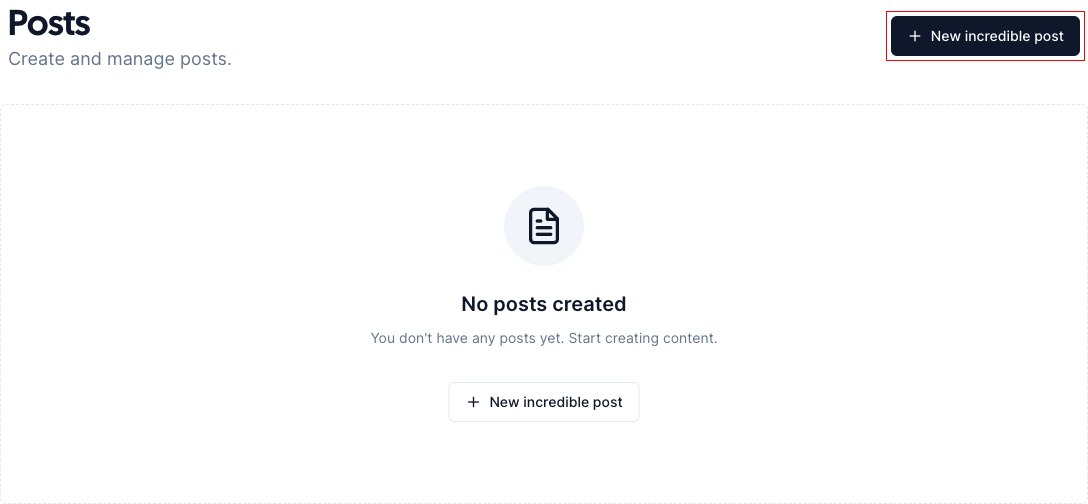 Posts
Create and manage posts.
+ New incredible post
No posts created
You don't have any posts yet. Start creating content.
+ New incredible post